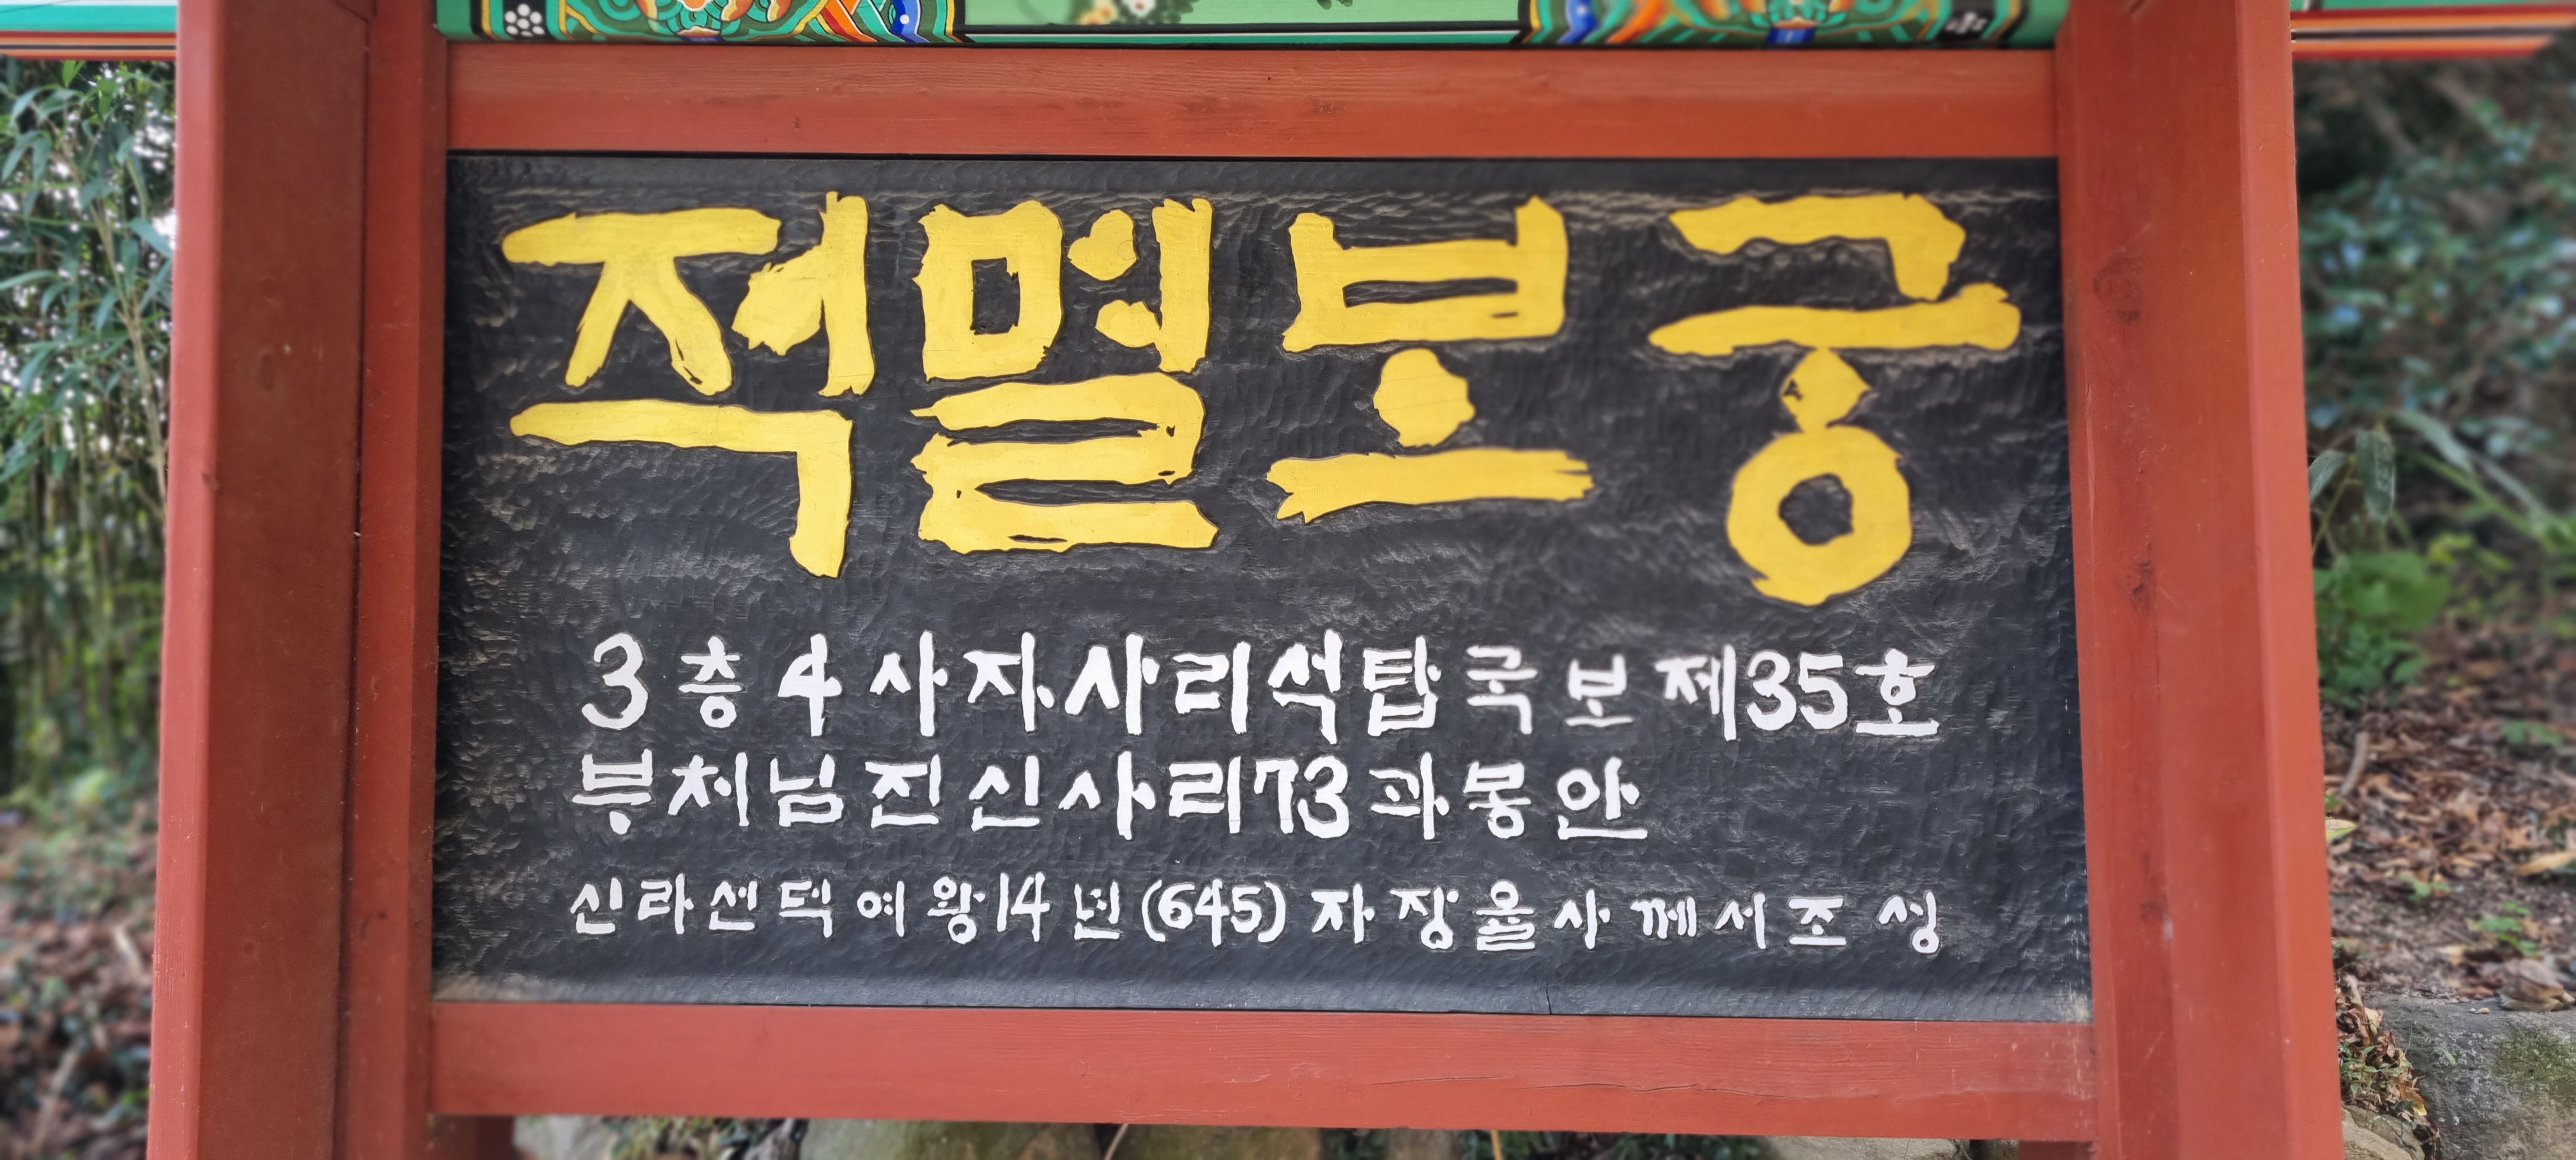 적멸보궁
3층4사자사리석탑국보제35호
부처님진신사리73과봉안
신라선덕여왕14년(645)자장율사께서조성